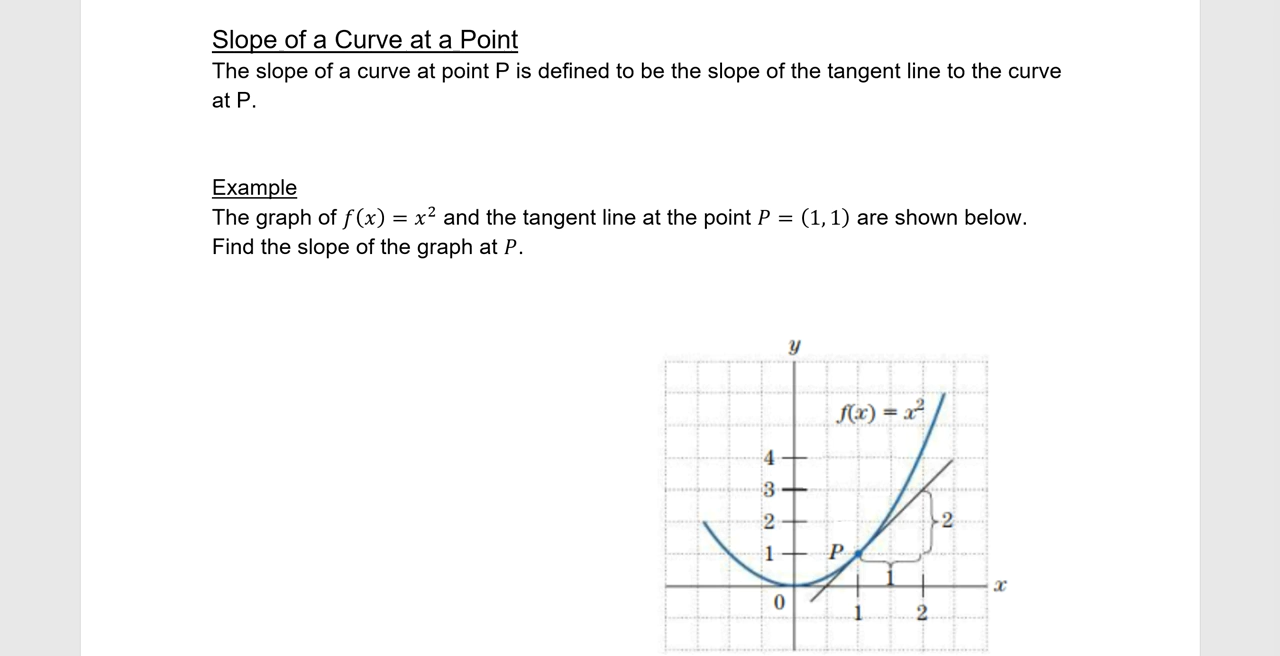 Slope of a Curve at a Point
The slope of a curve at point P is defined to be the slope of the tangent line to the curve
at P.
Example
The graph of f(x) = x² and the tangent line at the point P = (1, 1) are shown below.
Find the slope of the graph at P.
y
f(x) = x²
4
3
2
2
1
P
1
x
0
1
2